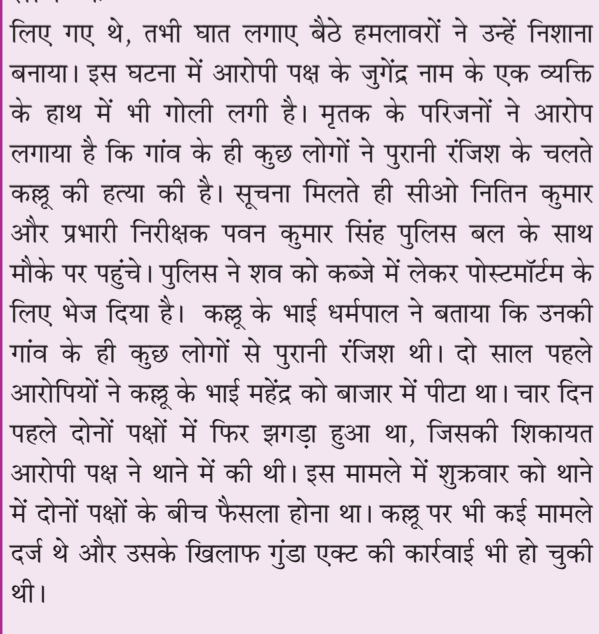 लिए गए थे, तभी घात लगाए बैठे हमलावरों ने उन्हें निशाना
बनाया। इस घटना में आरोपी पक्ष के जुगेंद्र नाम के एक व्यक्ति
के हाथ में भी गोली लगी है। मृतक के परिजनों ने आरोप
लगाया है कि गांव के ही कुछ लोगों ने पुरानी रंजिश के चलते
कल्लू की हत्या की है। सूचना मिलते ही सीओ नितिन कुमार
और प्रभारी निरीक्षक पवन कुमार सिंह पुलिस बल के साथ
मौके पर पहुंचे। पुलिस ने शव को कब्जे में लेकर पोस्टमॉर्टम के
लिए भेज दिया है। कल्लू के भाई धर्मपाल ने बताया कि उनकी
गांव के ही कुछ लोगों से पुरानी रंजिश थी। दो साल पहले
आरोपियों ने कल्लू के भाई महेंद्र को बाजार में पीटा था। चार दिन
पहले दोनों पक्षों में फिर झगड़ा हुआ था, जिसकी शिकायत
आरोपी पक्ष ने थाने में की थी। इस मामले में शुक्रवार को थाने
में दोनों पक्षों के बीच फैसला होना था। कल्लू पर भी कई मामले
दर्ज थे और उसके खिलाफ गुंडा एक्ट की कार्रवाई भी हो चुकी
थी।